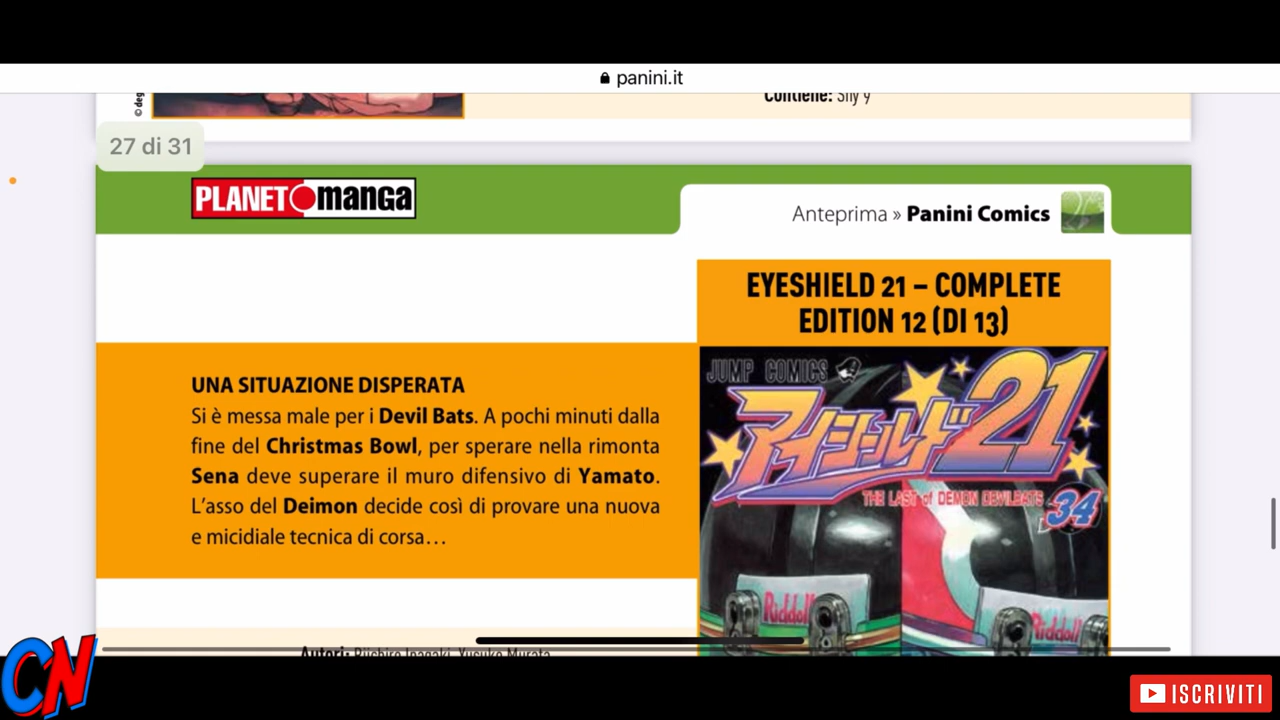 panini.it
Contiene: Shy 9
27 di 31
PLANET manga
Anteprima » Panini Comics
EYESHIELD 21 – COMPLETE
EDITION 12 (DI 13)
UNA SITUAZIONE DISPERATA
Si è messa male per i Devil Bats. A pochi minuti dalla
fine del Christmas Bowl, per sperare nella rimonta
Sena deve superare il muro difensivo di Yamato.
L'asso del Deimon decide così di provare una nuova
e micidiale tecnica di corsa…
JUMP COMICS
アイシールド21
THE LAST of DEMON DEVILBATS
34
Riddoll
Riddoll
Autori: Riichiro Inagaki, Yusuke Murata
CN
ISCRIVITI